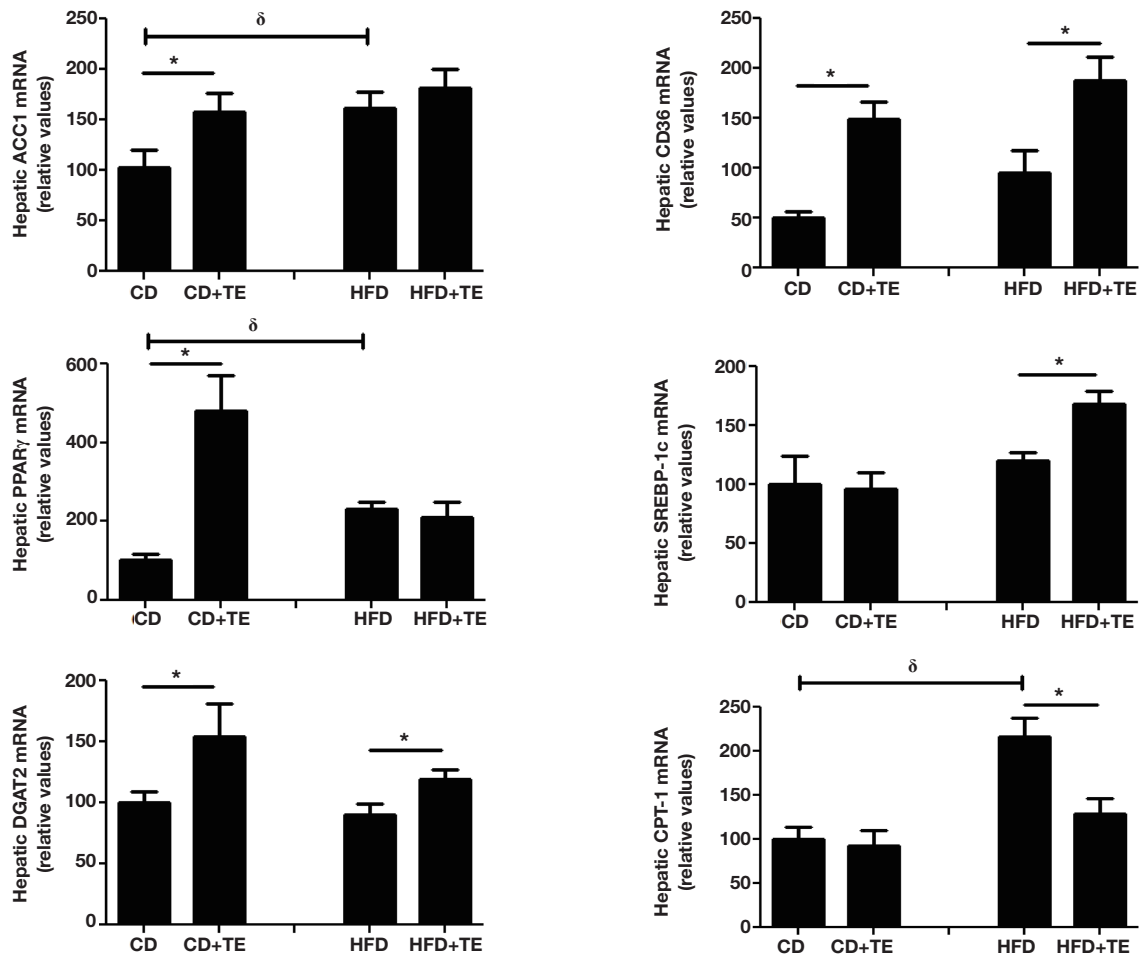 Hepatic ACC1 mRNA
(relative values)
250
200
150
100
50
0
δ
*
CD
CD+TE
HFD
HFD+TE
Hepatic CD36 mRNA
(relative values)
250
200
150
100
50
0
*
*
CD
CD+TE
HFD
HFD+TE
Hepatic PPARγ mRNA
(relative values)
600
400
200
0
δ
*
(CD
CD+TE
HFD
HFD+TE
Hepatic SREBP-1c mRNA
(relative values)
200
150
100
50
0
*
CD
CD+TE
HFD
HFD+TE
Hepatic DGAT2 mRNA
(relative values)
200
150
100
50
0
*
*
CD
CD+TE
HFD
HFD+TE
Hepatic CPT-1 mRNA
(relative values)
250
200
150
100
50
0
δ
*
CD
CD+TE
HFD
HFD+TE